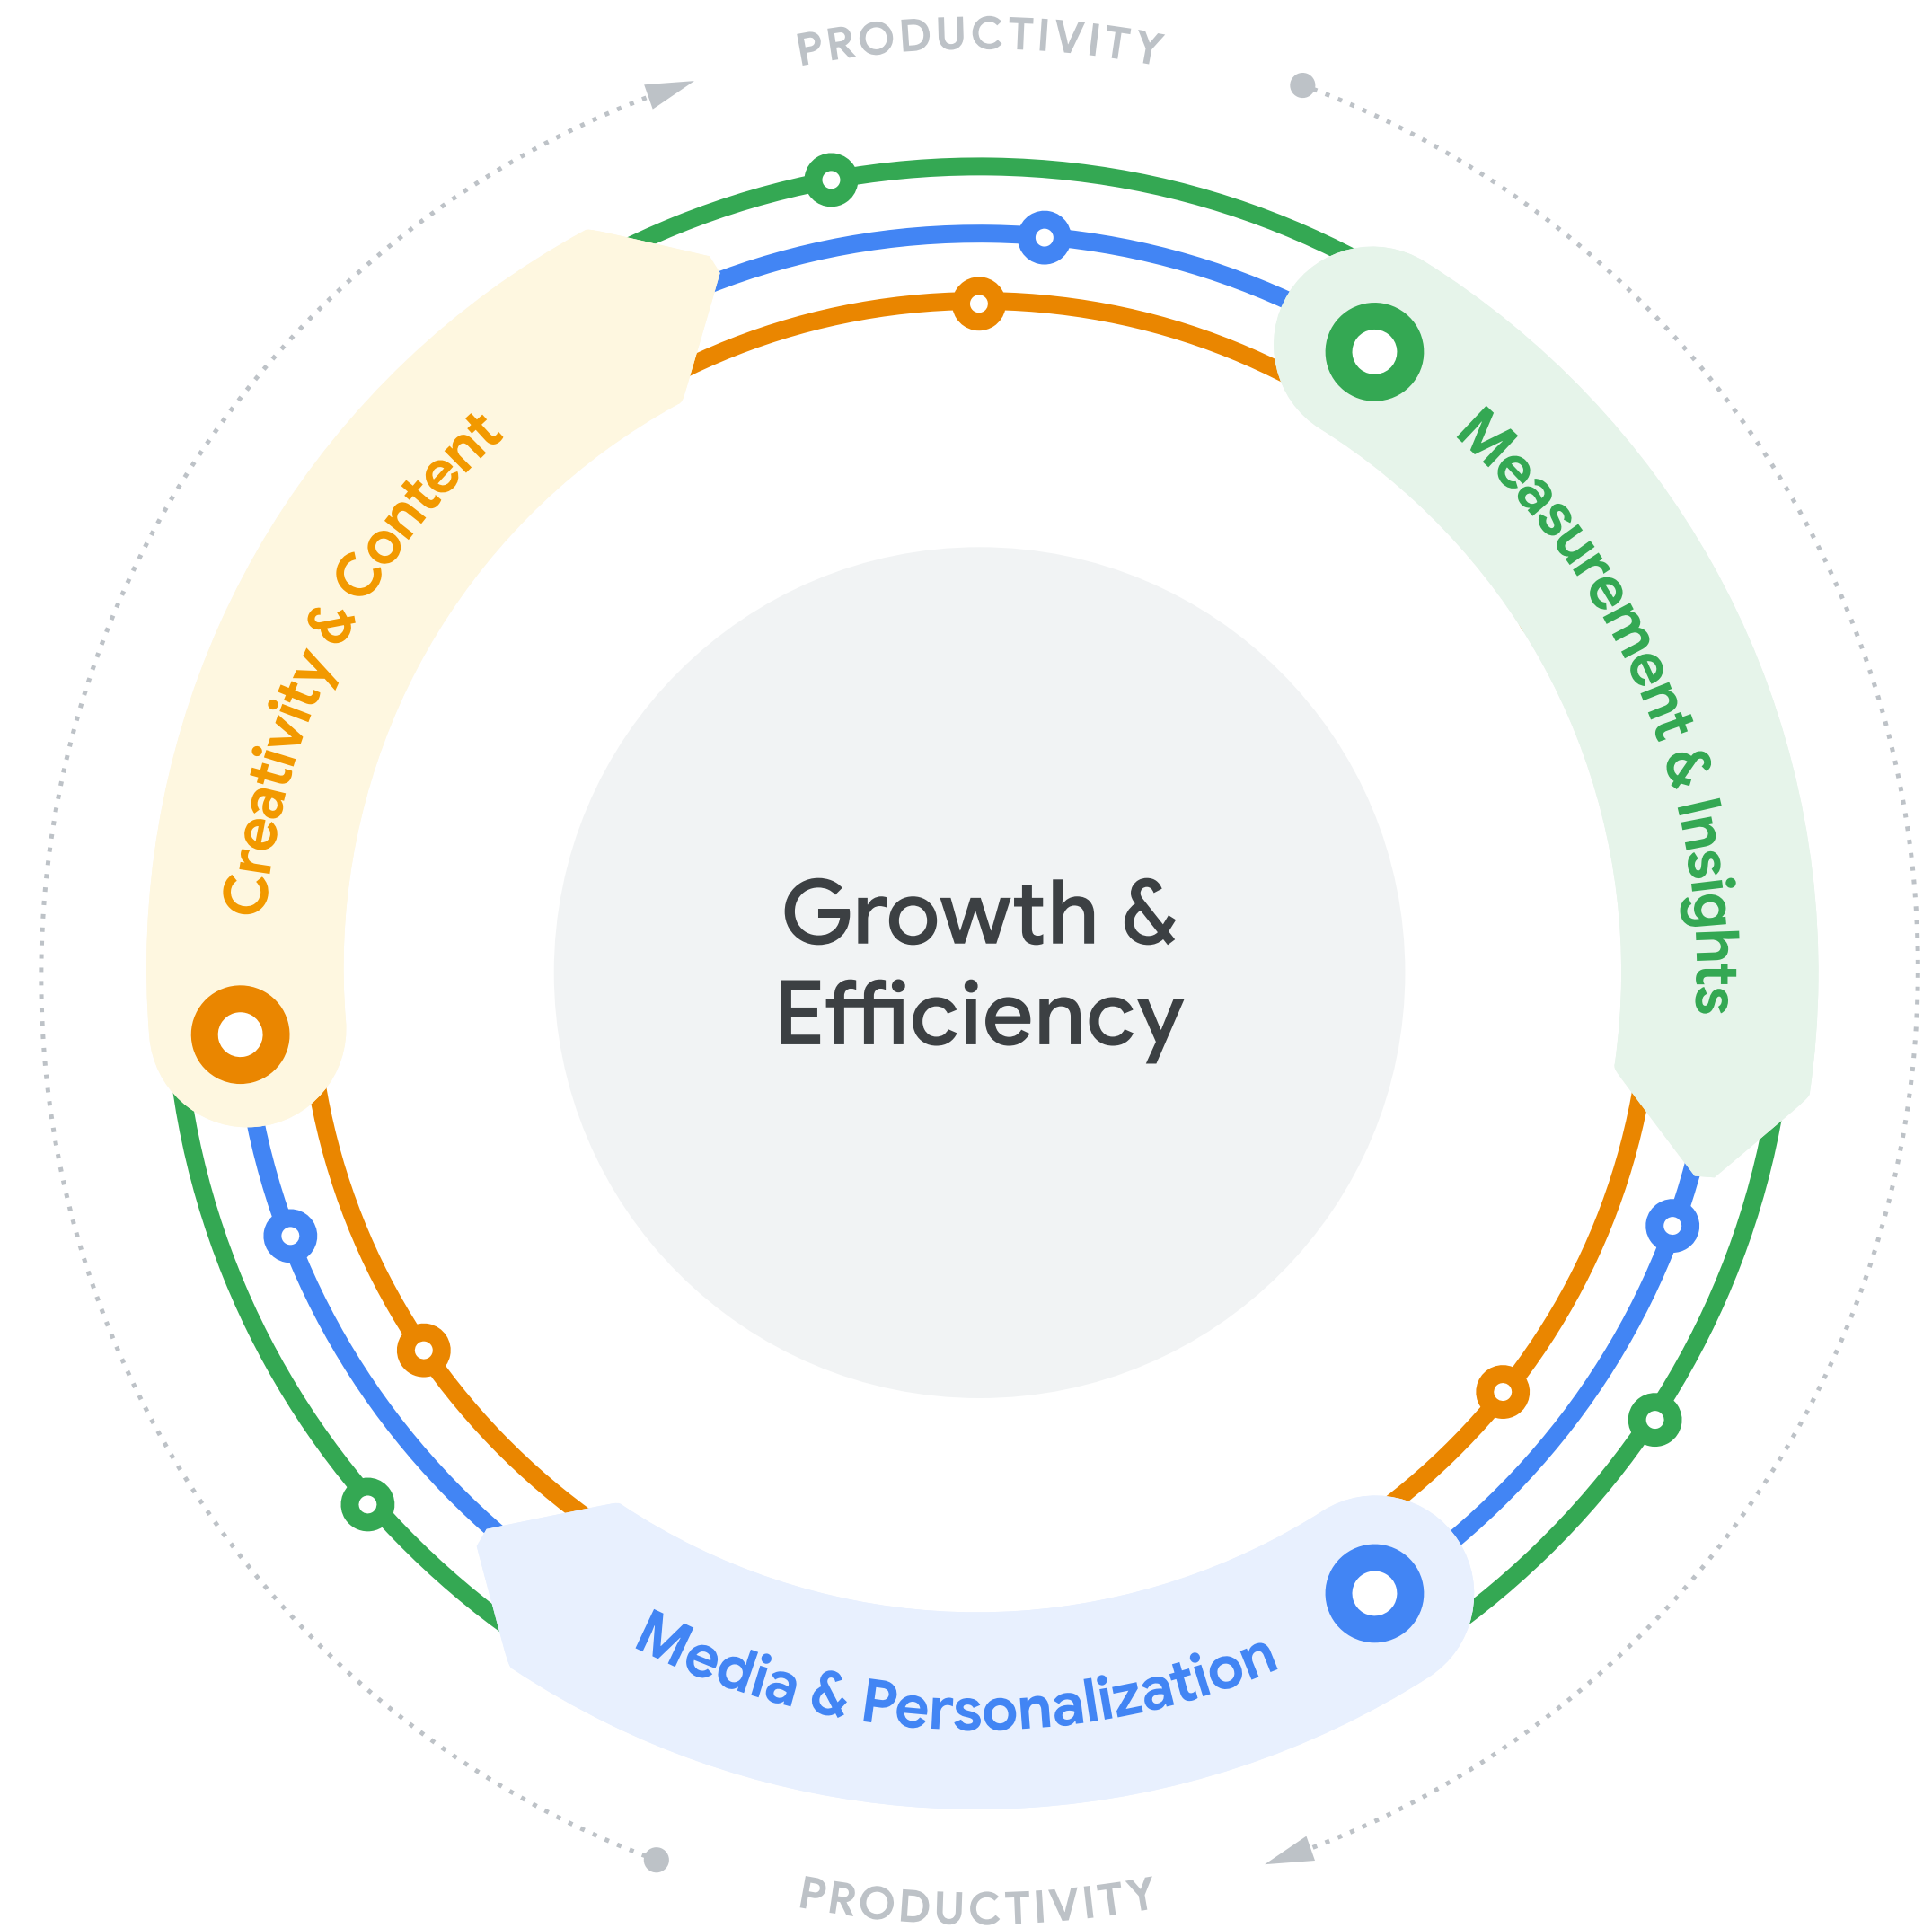 PRODUCTIVITY
Creativity & Content
Measurement & Insights
Growth &
Efficiency
Media & Personalization
PRODUCTIVITY